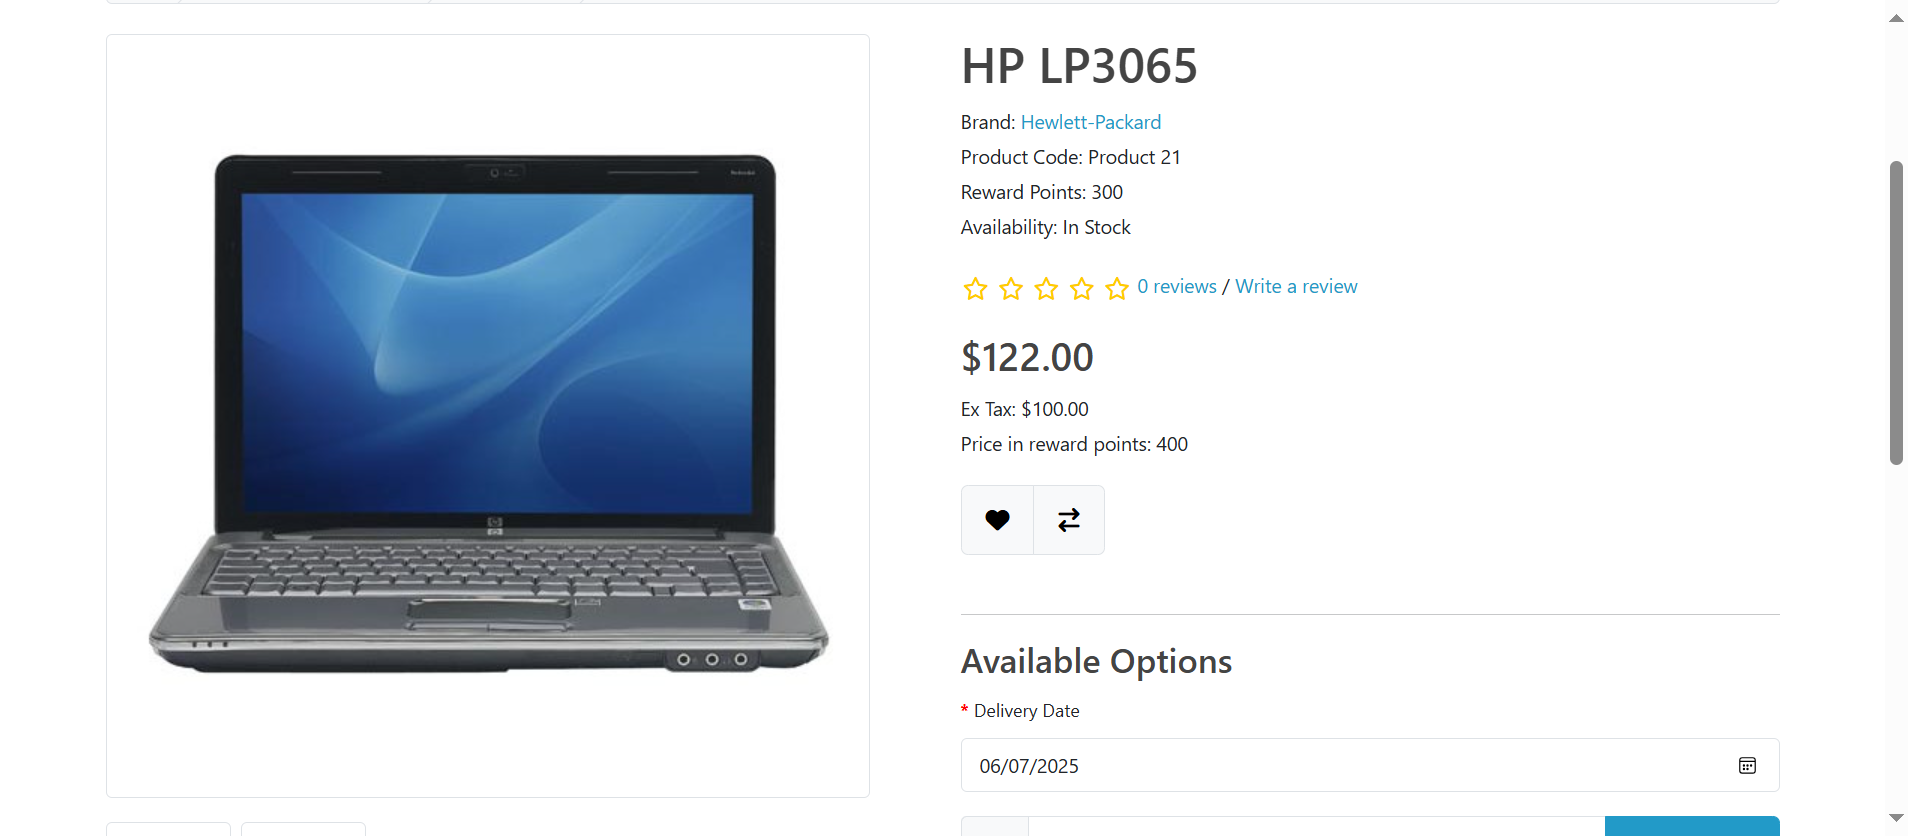 HP LP3065
Brand: Hewlett-Packard
Product Code: Product 21
Reward Points: 300
Availability: In Stock
0 reviews / Write a review
$122.00
Ex Tax: $100.00
Price in reward points: 400
Available Options
* Delivery Date
06/07/2025